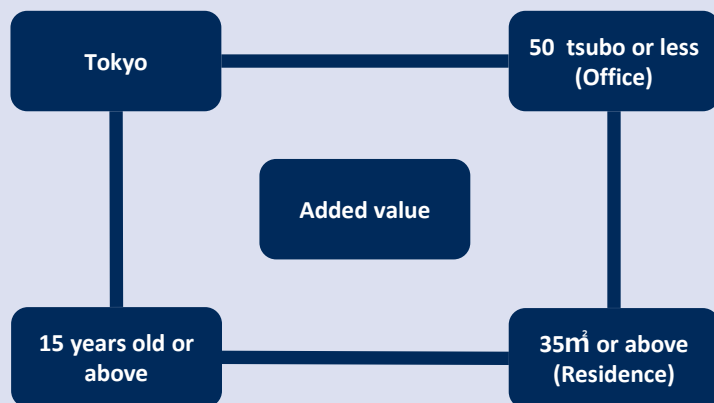 Tokyo
50 tsubo or less
(Office)
Added value
15 years old or
above
35㎡ or above
(Residence)